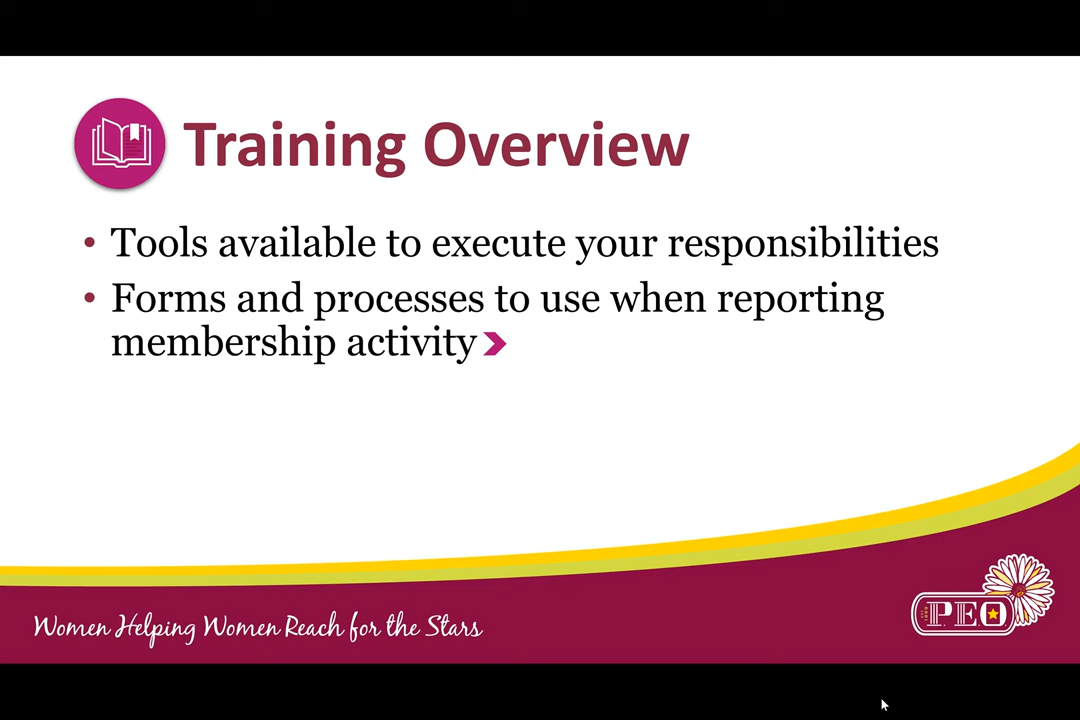 Training Overview
• Tools available to execute your responsibilities
• Forms and processes to use when reporting
membership activity
Women Helping Women Reach for the Stars
PEO